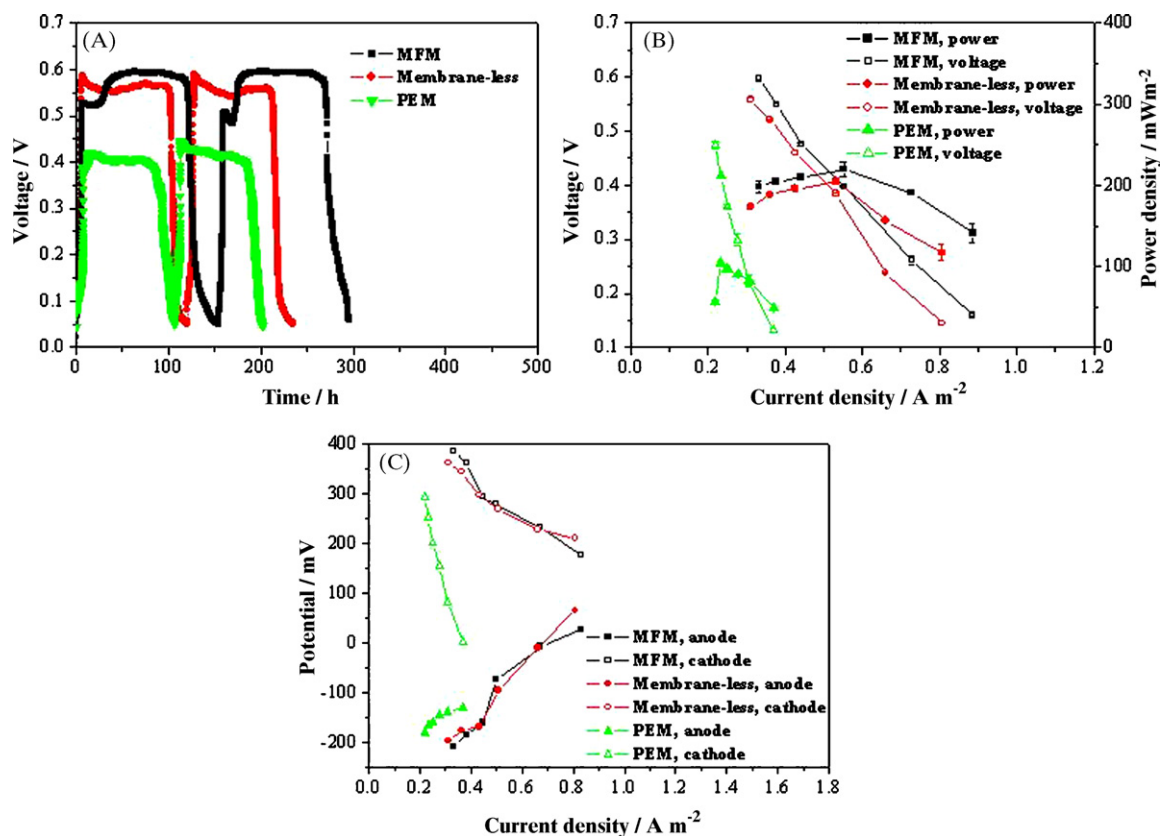 (A)
MFM
Membrane-less
PEM
0.7
0.6
0.5
0.4
0.3
0.2
0.1
0.0
Voltage / V
0 100 200 300 400 500
Time / h
(B)
MFM, power
MFM, voltage
Membrane-less, power
Membrane-less, voltage
PEM, power
PEM, voltage
0.7
0.6
0.5
0.4
0.3
0.2
0.1
Voltage / V
400
300
200
100
0
Power density / mWm-2
0.0 0.2 0.4 0.6 0.8 1.0 1.2
Current density / A m-2
(C)
400
300
200
100
0
-100
-200
Potential / mV
MFM, anode
MFM, cathode
Membrane-less, anode
Membrane-less, cathode
PEM, anode
PEM, cathode
0.0 0.2 0.4 0.6 0.8 1.0 1.2 1.4 1.6 1.8
Current density / A m-2